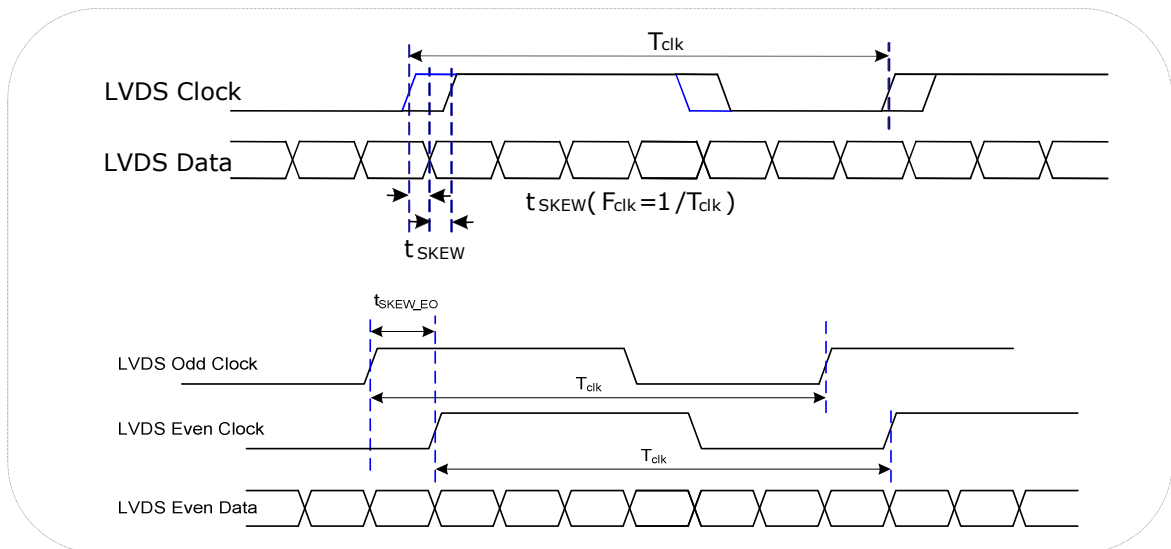 Tclk
LVDS Clock
LVDS Data
tSKEW( Fclk =1 /Tclk )
tSKEW
tSKEW_EO
LVDS Odd Clock
Tclk
LVDS Even Clock
Tclk
LVDS Even Data